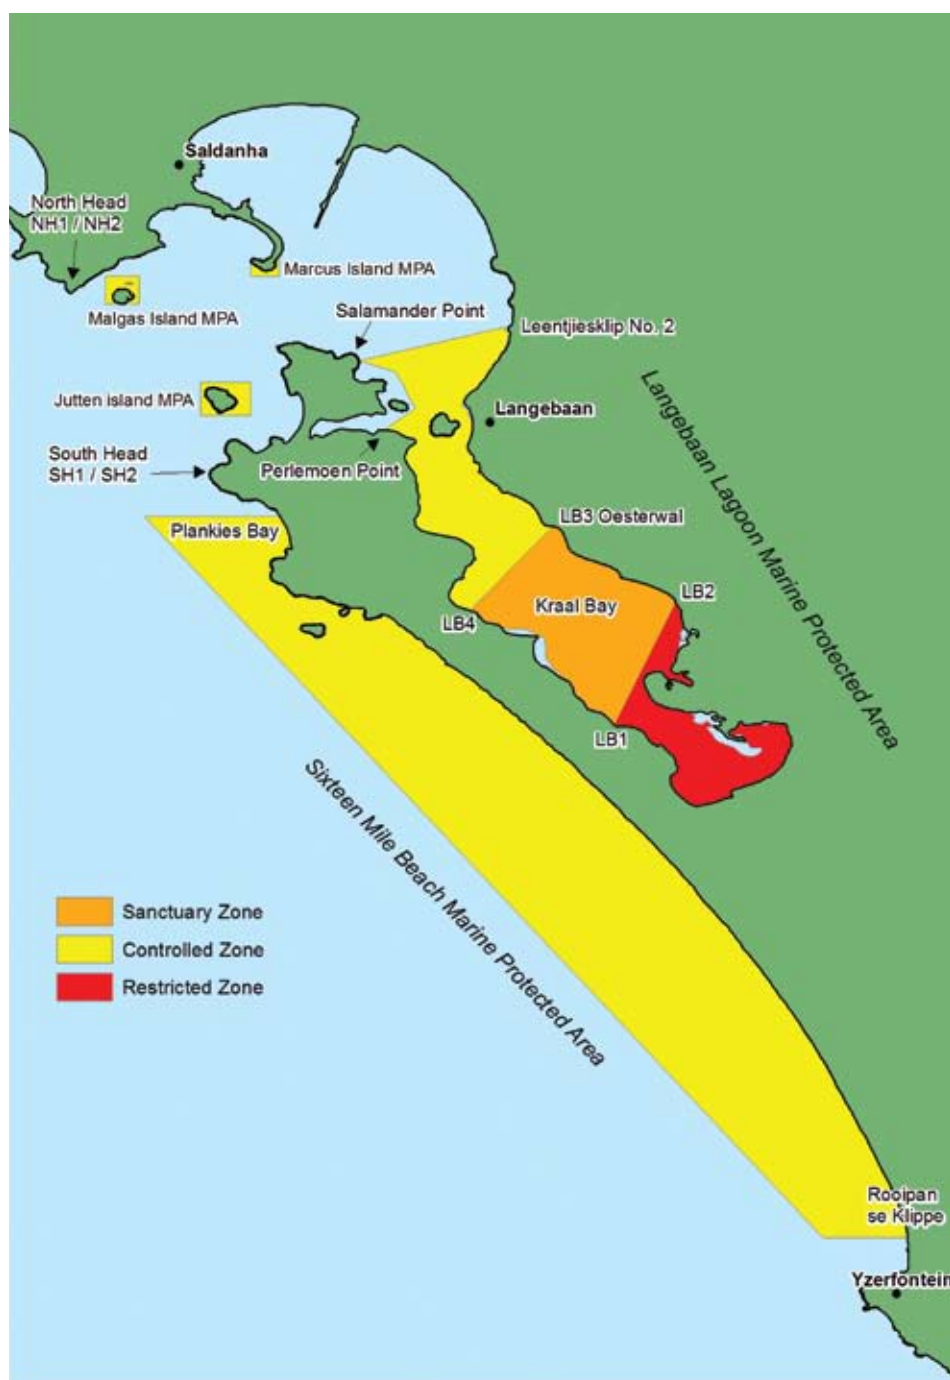 Saldanha
North Head
NH1 / NH2
Marcus Island MPA
Malgas Island MPA
Salamander Point
Leentjiesklip No. 2
Jutten island MPA
Langebaan
Langebaan Lagoon Marine Protected Area
South Head
SH1 / SH2
Perlemoen Point
Plankies Bay
LB3 Oesterwal
Kraal Bay
LB2
LB4
LB1
Sixteen Mile Beach Marine Protected Area
Sanctuary Zone
Controlled Zone
Restricted Zone
Rooipan
se Klippe
Yzerfontein